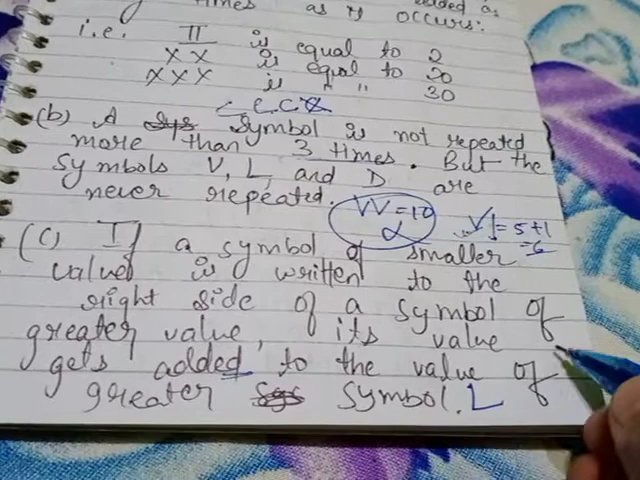 times as it occurs:
i.e. II is equal to 2
XX is equal to 20
XXX is " " 30
(b) A symbol is not repeated
more than 3 times. But the
symbols V, L, and D are
never repeated. VV=10
VI=5+1
=6
(c) If a symbol of smaller
value is written to the
right side of a symbol of
greater value, its value
gets added to the value of
greater symbol. L